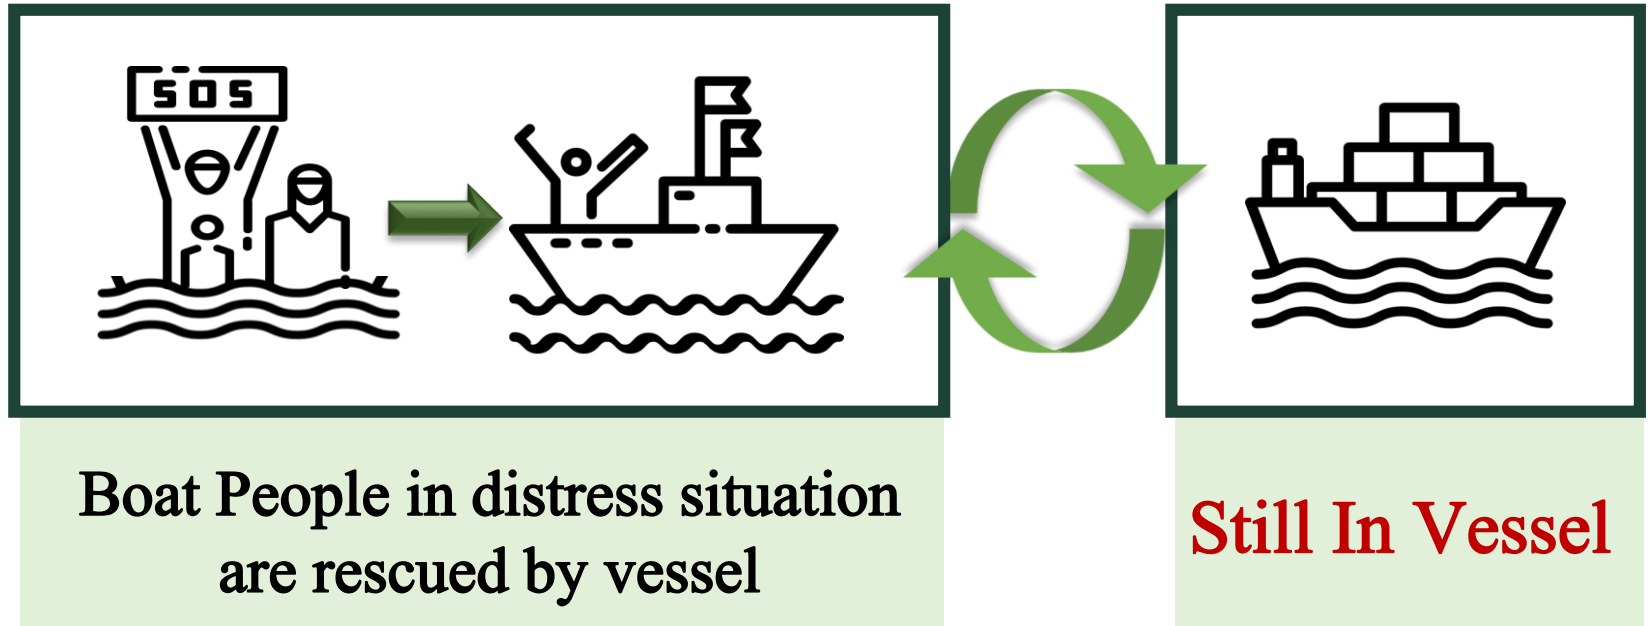 SOS
Boat People in distress situation
are rescued by vessel
Still In Vessel